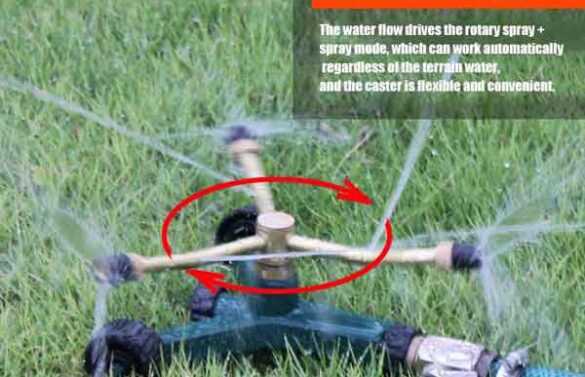 The water flow drives the rotary spray +
spray mode, which can work automatically
regardless of the terrain water,
and the caster is flexible and convenient,